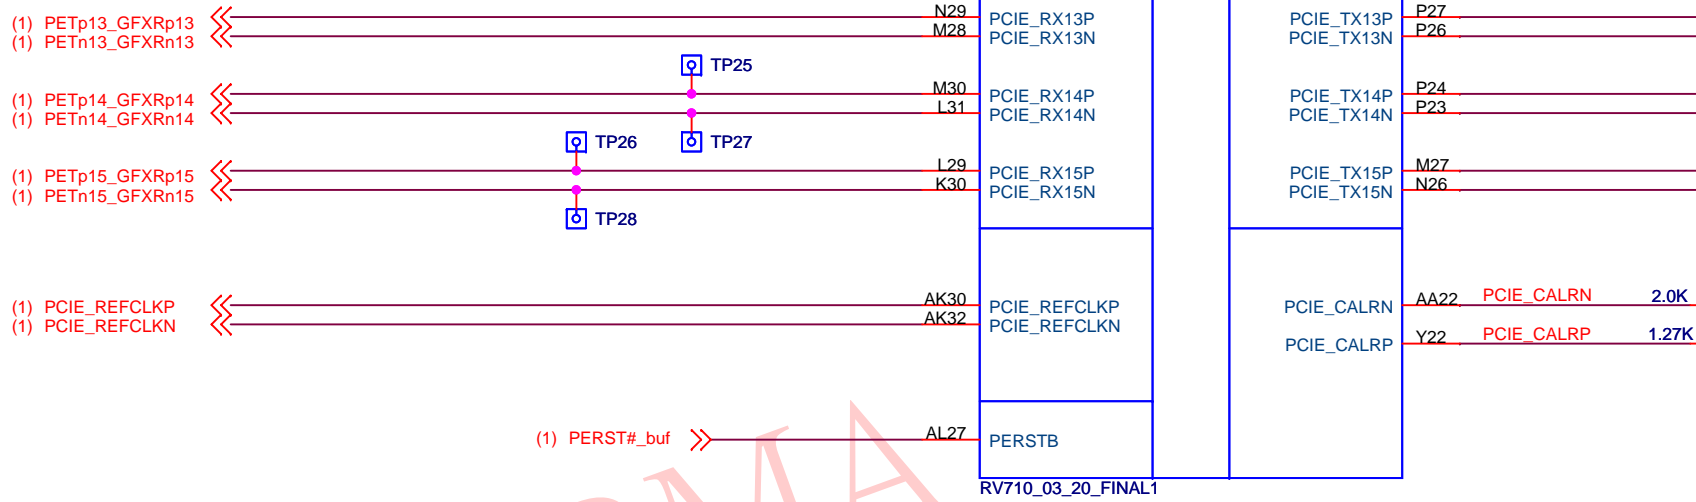 (1) PETp13_GFXRp13 N29 PCIE_RX13P PCIE_TX13P P27
(1) PETn13_GFXRn13 M28 PCIE_RX13N PCIE_TX13N P26
TP25
(1) PETp14_GFXRp14 M30 PCIE_RX14P PCIE_TX14P P24
(1) PETn14_GFXRn14 L31 PCIE_RX14N PCIE_TX14N P23
TP26 TP27
(1) PETp15_GFXRp15 L29 PCIE_RX15P PCIE_TX15P M27
(1) PETn15_GFXRn15 K30 PCIE_RX15N PCIE_TX15N N26
TP28
(1) PCIE_REFCLKP AK30 PCIE_REFCLKP PCIE_CALRN AA22 PCIE_CALRN 2.0K
(1) PCIE_REFCLKN AK32 PCIE_REFCLKN
PCIE_CALRP Y22 PCIE_CALRP 1.27K
(1) PERST#_buf AL27 PERSTB
RV710_03_20_FINAL1